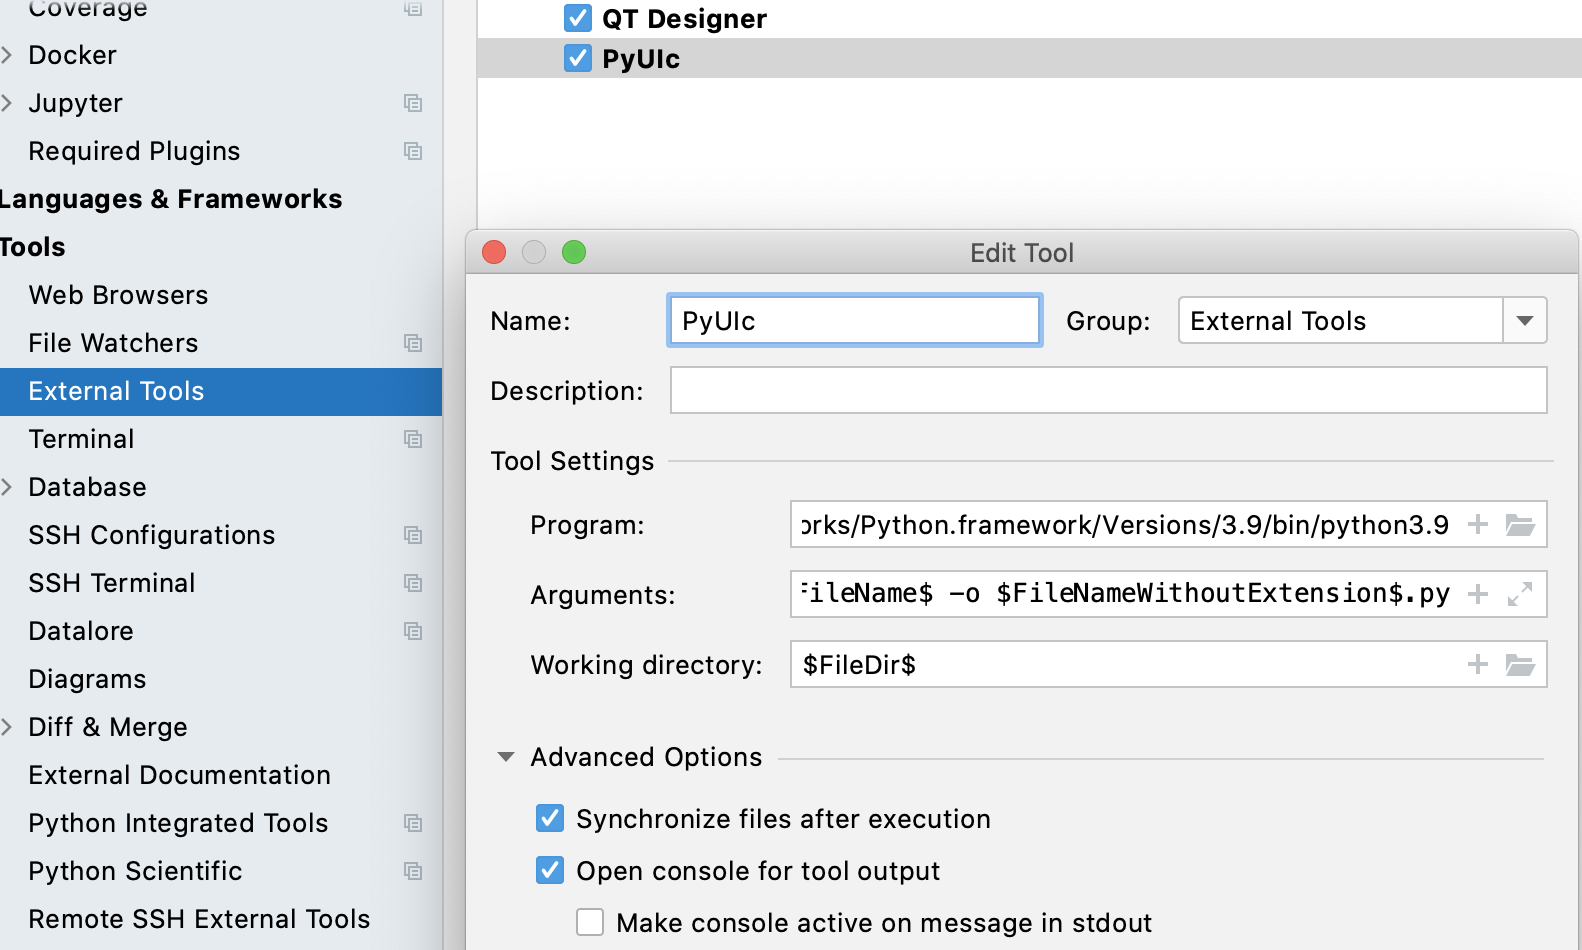 Coverage
Docker
Jupyter
Required Plugins
Languages & Frameworks
Tools
Web Browsers
File Watchers
External Tools
Terminal
Database
SSH Configurations
SSH Terminal
Datalore
Diagrams
Diff & Merge
External Documentation
Python Integrated Tools
Python Scientific
Remote SSH External Tools
QT Designer
PyUIc
Edit Tool
Name: PyUIc Group: External Tools
Description:
Tool Settings
Program: orks/Python.framework/Versions/3.9/bin/python3.9
Arguments: FileName$ -o $FileNameWithoutExtension$.py
Working directory: $FileDir$
Advanced Options
Synchronize files after execution
Open console for tool output
Make console active on message in stdout